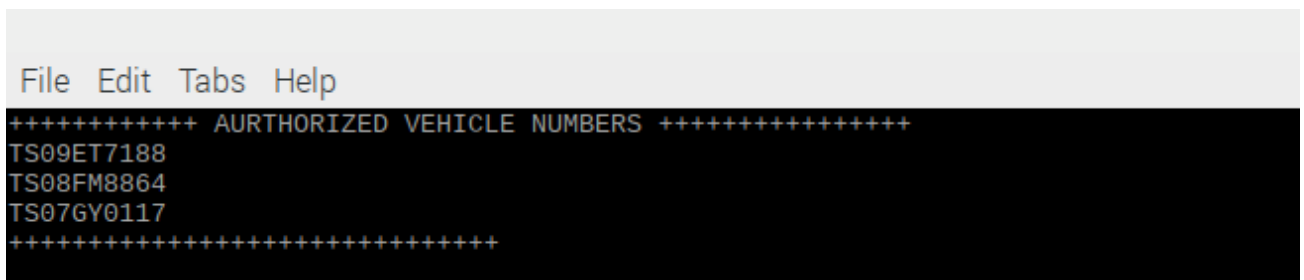 File Edit Tabs Help
++++++++++++ AURTHORIZED VEHICLE NUMBERS ++++++++++++++++
TS09ET7188
TS08FM8864
TS07GY0117
+++++++++++++++++++++++++++++++